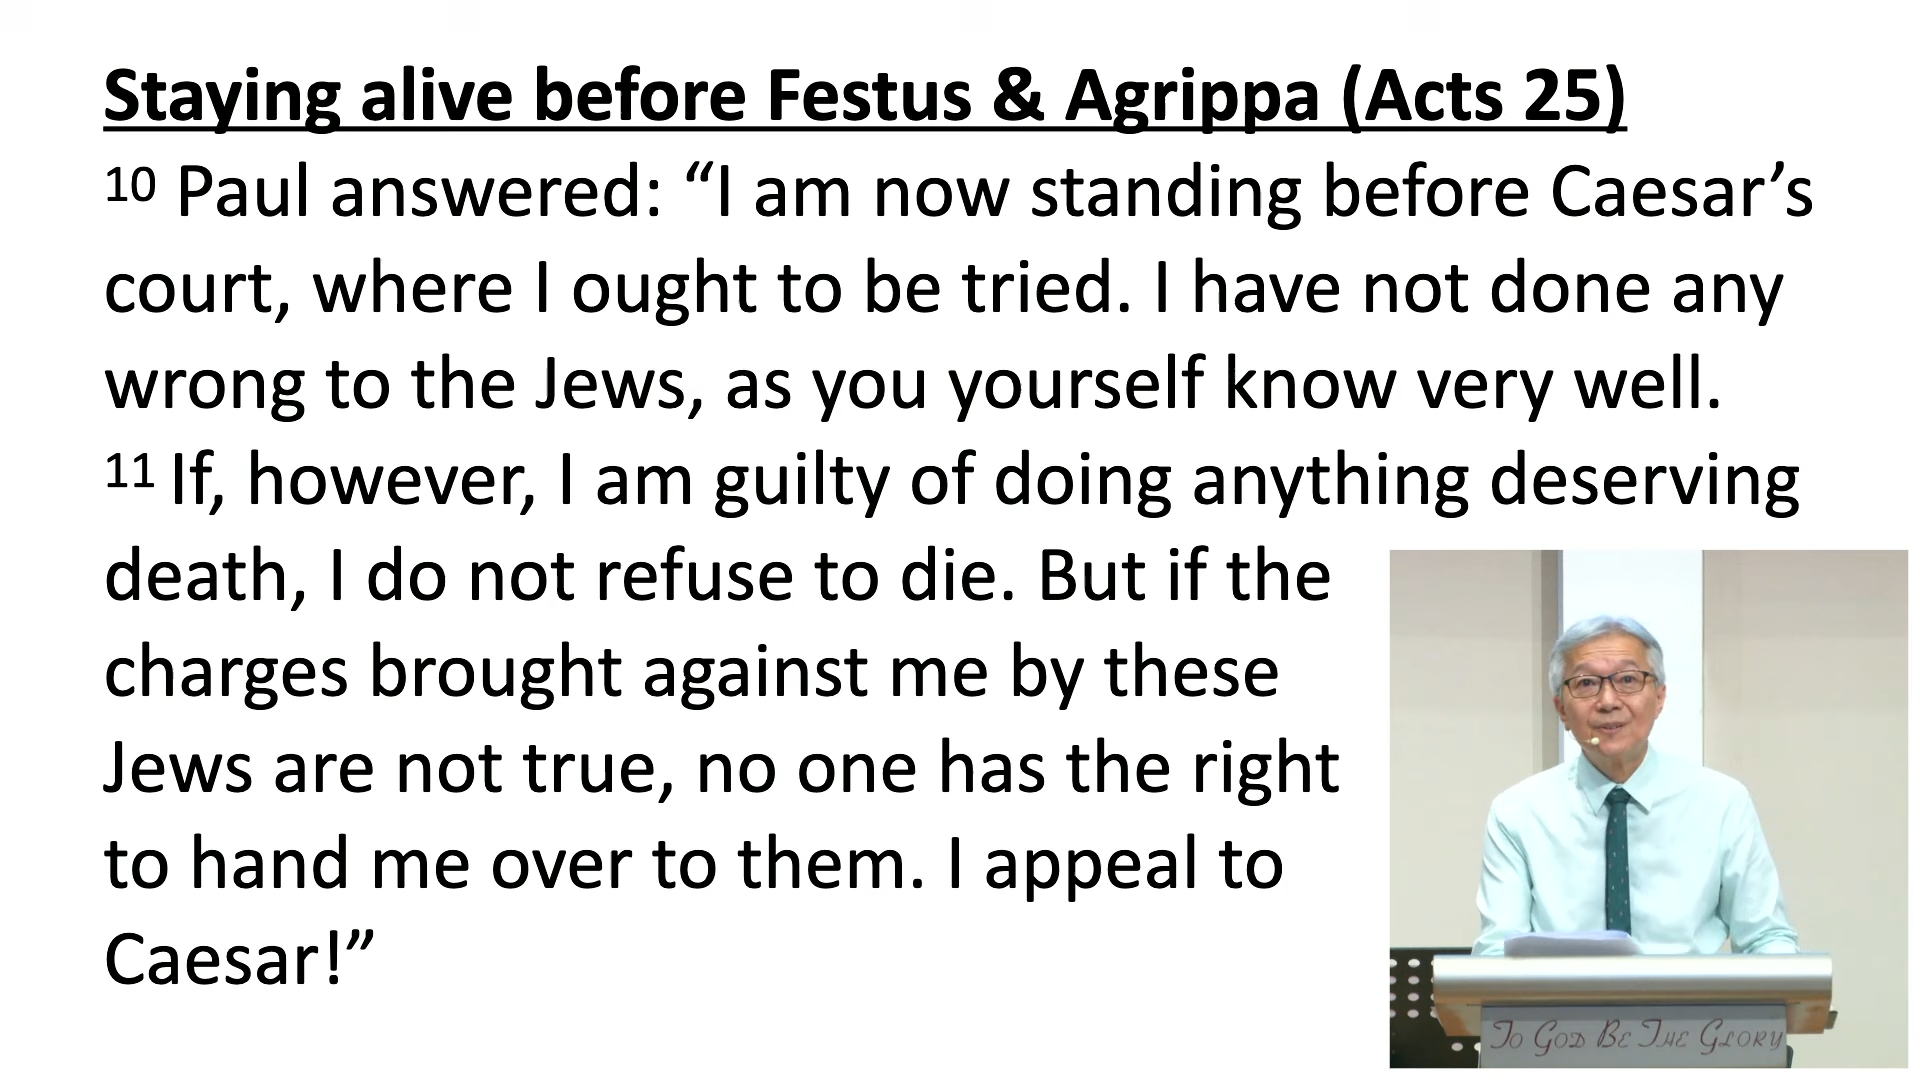 Staying alive before Festus & Agrippa (Acts 25)
10 Paul answered: “I am now standing before Caesar’s
court, where I ought to be tried. I have not done any
wrong to the Jews, as you yourself know very well.
11 If, however, I am guilty of doing anything deserving
death, I do not refuse to die. But if the
charges brought against me by these
Jews are not true, no one has the right
to hand me over to them. I appeal to
Caesar!”
To God Be The Glory